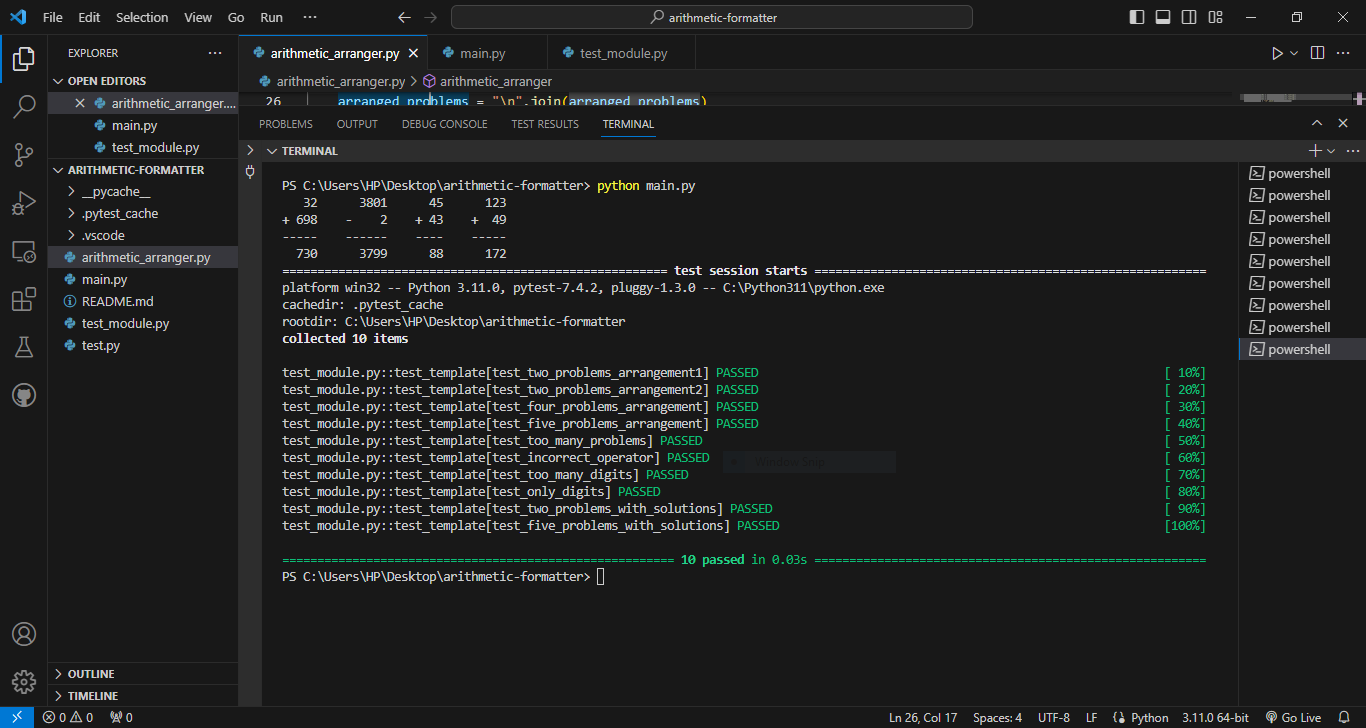 File Edit Selection View Go Run ··· arithmetic-formatter
EXPLORER ···
OPEN EDITORS
arithmetic_arranger....
main.py
test_module.py
ARITHMETIC-FORMATTER
__pycache__
.pytest_cache
.vscode
arithmetic_arranger.py
main.py
README.md
test_module.py
test.py
OUTLINE
TIMELINE
arithmetic_arranger.py main.py test_module.py
arithmetic_arranger.py > arithmetic_arranger
26 arranged_problems = "\n".join(arranged_problems)
PROBLEMS OUTPUT DEBUG CONSOLE TEST RESULTS TERMINAL
TERMINAL
PS C:\Users\HP\Desktop\arithmetic-formatter> python main.py
   32      3801      45      123
+ 698    -    2    + 43    +  49
-----    ------    ----    -----
  730      3799      88      172
======================================================= test session starts ========================================================
platform win32 -- Python 3.11.0, pytest-7.4.2, pluggy-1.3.0 -- C:\Python311\python.exe
cachedir: .pytest_cache
rootdir: C:\Users\HP\Desktop\arithmetic-formatter
collected 10 items
test_module.py::test_template[test_two_problems_arrangement1] PASSED [ 10%]
test_module.py::test_template[test_two_problems_arrangement2] PASSED [ 20%]
test_module.py::test_template[test_four_problems_arrangement] PASSED [ 30%]
test_module.py::test_template[test_five_problems_arrangement] PASSED [ 40%]
test_module.py::test_template[test_too_many_problems] PASSED [ 50%]
test_module.py::test_template[test_incorrect_operator] PASSED [ 60%]
Window Snip
test_module.py::test_template[test_too_many_digits] PASSED [ 70%]
test_module.py::test_template[test_only_digits] PASSED [ 80%]
test_module.py::test_template[test_two_problems_with_solutions] PASSED [ 90%]
test_module.py::test_template[test_five_problems_with_solutions] PASSED [100%]
======================================================== 10 passed in 0.03s ========================================================
PS C:\Users\HP\Desktop\arithmetic-formatter>
powershell
powershell
powershell
powershell
powershell
powershell
powershell
powershell
powershell
0 0 0 Ln 26, Col 17 Spaces: 4 UTF-8 LF Python 3.11.0 64-bit Go Live